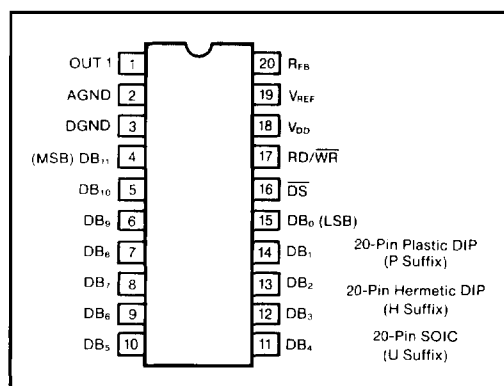 OUT 1 1 20 RFB
AGND 2 19 VREF
DGND 3 18 VDD
(MSB) DB11 4 17 RD/WR
DB10 5 16 DS
DB9 6 15 DB0 (LSB)
DB8 7 14 DB1
DB7 8 13 DB2
DB6 9 12 DB3
DB5 10 11 DB4
20-Pin Plastic DIP
(P Suffix)
20-Pin Hermetic DIP
(H Suffix)
20-Pin SOIC
(U Suffix)